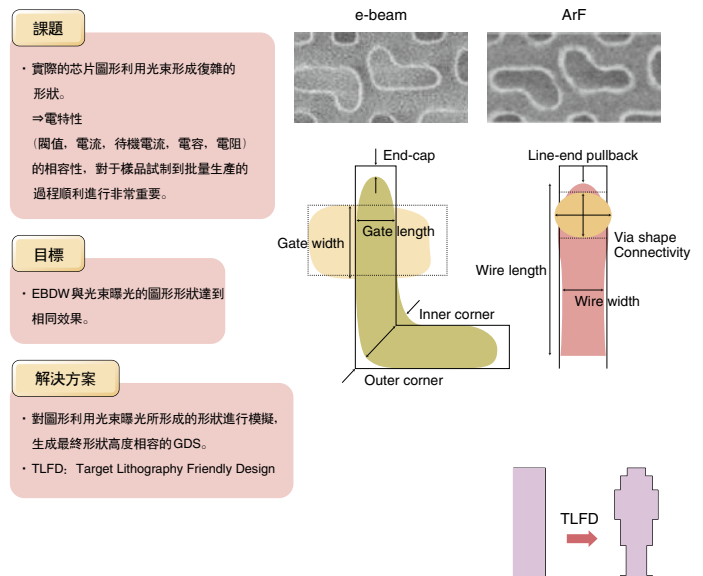 課題
・實際的芯片圖形利用光束形成復雜的
形狀。
⇒電特性
(閥值，電流，待機電流，電容，電阻)
的相容性，對于樣品試制到批量生産的
過程順利進行非常重要。
目標
・EBDW與光束曝光的圖形形狀達到
相同效果。
解決方案
・對圖形利用光束曝光所形成的形狀進行模擬，
生成最終形狀高度相容的GDS。
・TLFD：Target Lithography Friendly Design
e-beam
ArF
End-cap
Gate length
Gate width
Inner corner
Outer corner
Line-end pullback
Via shape
Connectivity
Wire length
Wire width
TLFD